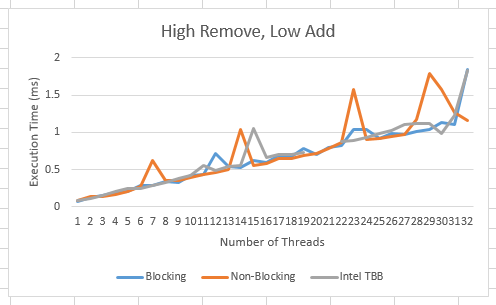 High Remove, Low Add
Execution Time (ms)
2
1.5
1
0.5
0
1 2 3 4 5 6 7 8 9 10 11 12 13 14 15 16 17 18 19 20 21 22 23 24 25 26 27 28 29 30 31 32
Number of Threads
Blocking Non-Blocking Intel TBB